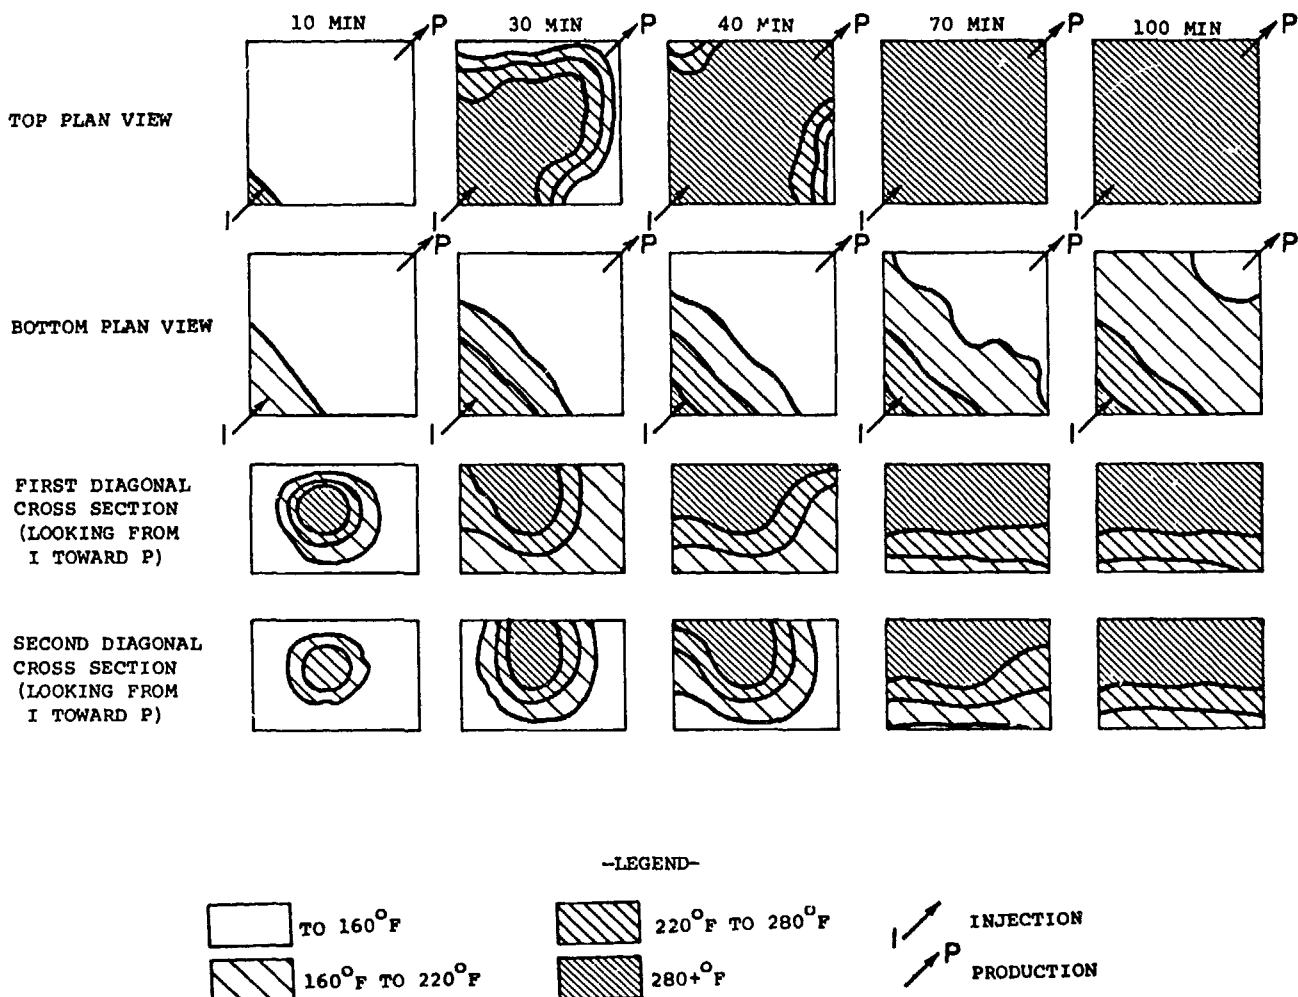 10 MIN 30 MIN 40 MIN 70 MIN 100 MIN
P P P P P
TOP PLAN VIEW
I I I I I
P P P P P
BOTTOM PLAN VIEW
I I I I I
FIRST DIAGONAL
CROSS SECTION
(LOOKING FROM
I TOWARD P)
SECOND DIAGONAL
CROSS SECTION
(LOOKING FROM
I TOWARD P)
-LEGEND-
TO 160°F
220°F TO 280°F
I INJECTION
160°F TO 220°F
280+°F
P PRODUCTION